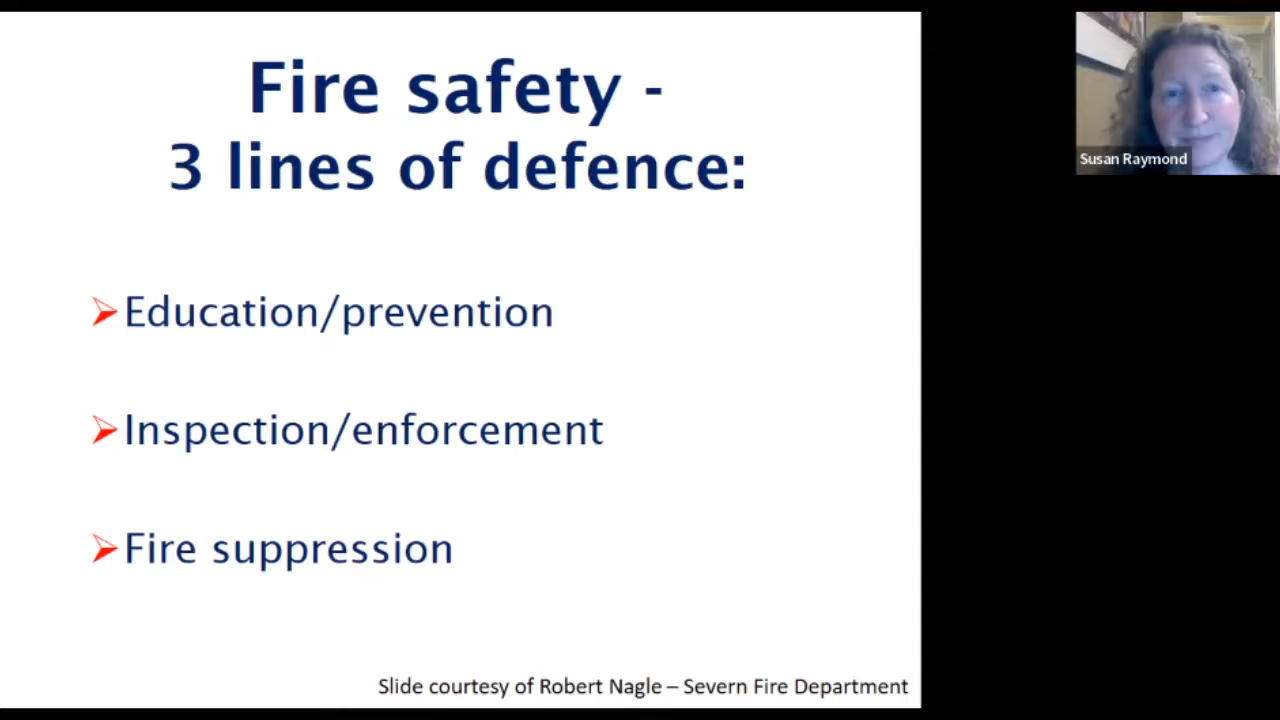 Fire safety -
3 lines of defence:
Education/prevention
Inspection/enforcement
Fire suppression
Slide courtesy of Robert Nagle – Severn Fire Department
Susan Raymond